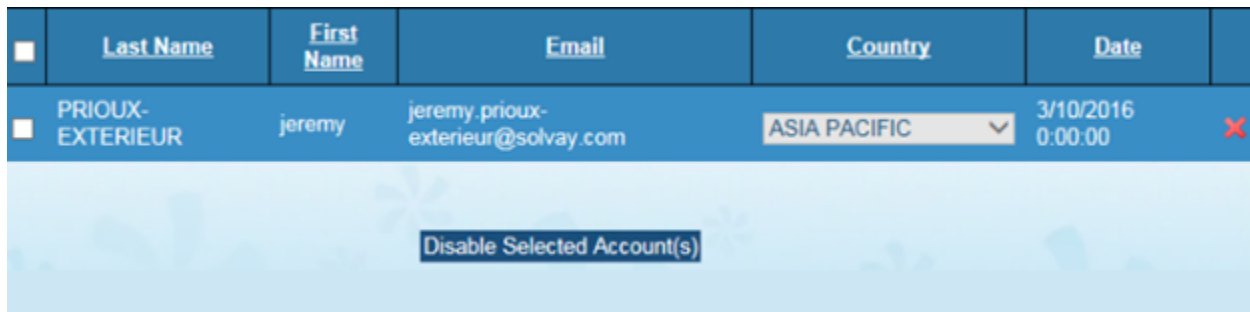 Last Name
First
Name
Email
Country
Date
PRIOUX-
EXTERIEUR
jeremy
jeremy.prioux-
exterieur@solvay.com
ASIA PACIFIC
3/10/2016
0:00:00
Disable Selected Account(s)